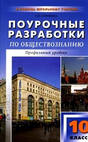 ПОУРОЧНЫЕ
РАЗРАБОТКИ
ПО ОБЩЕСТВОЗНАНИЮ
Профильный уровень
10
КЛАСС